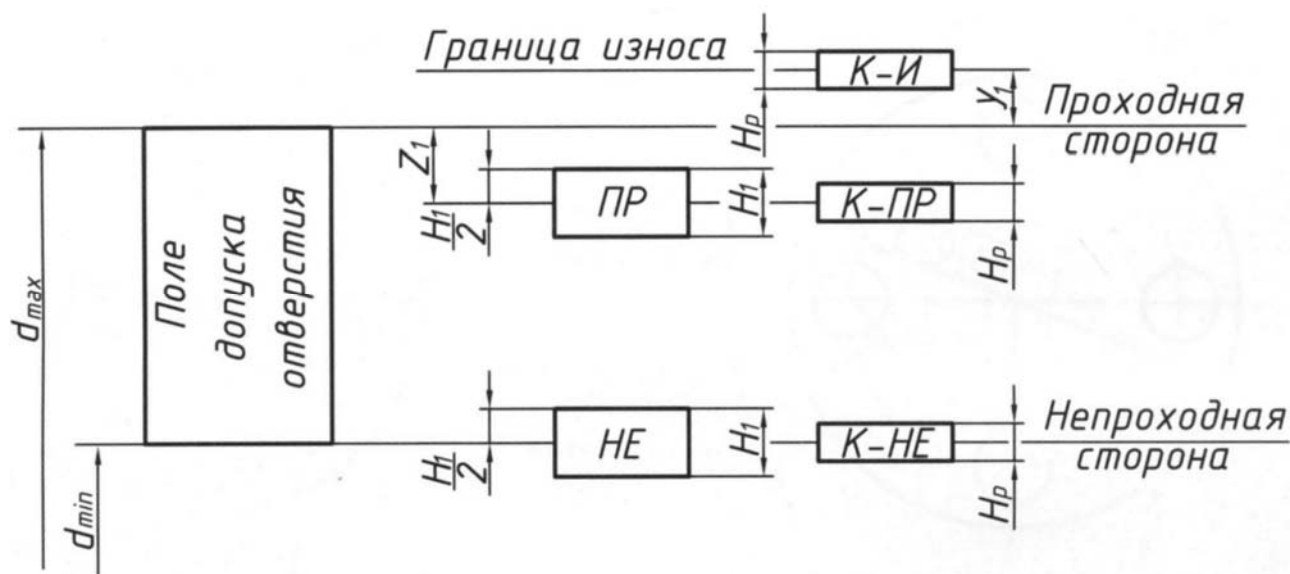 Граница износа
К-И
Hp
y1
Проходная
сторона
Z1
H1
2
ПР
H1
К-ПР
Hp
dmax
Поле
допуска
отверстия
НЕ
H1
2
H1
К-НЕ
Hp
Непроходная
сторона
dmin